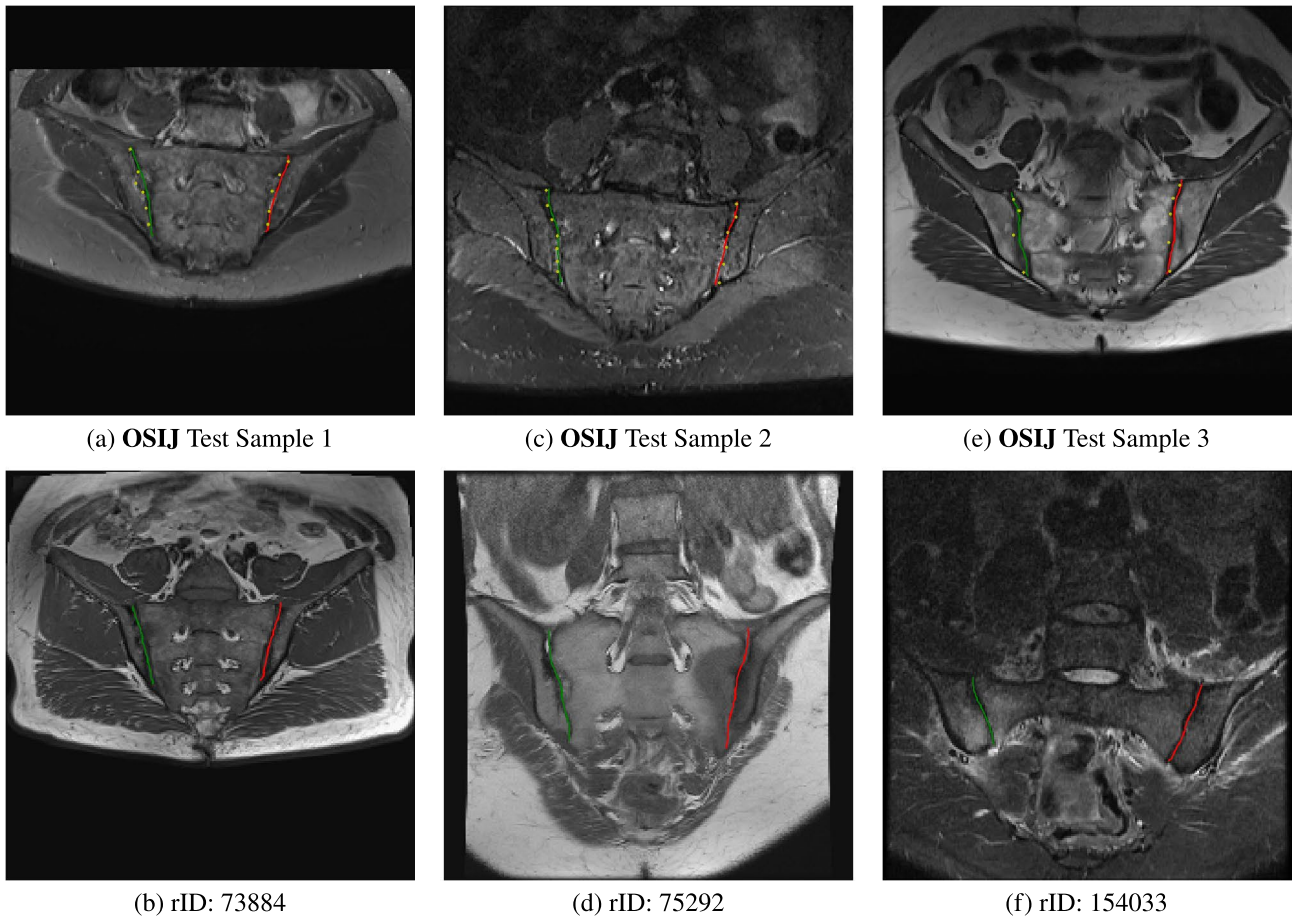 (a) OSIJ Test Sample 1
(c) OSIJ Test Sample 2
(e) OSIJ Test Sample 3
(b) rID: 73884
(d) rID: 75292
(f) rID: 154033